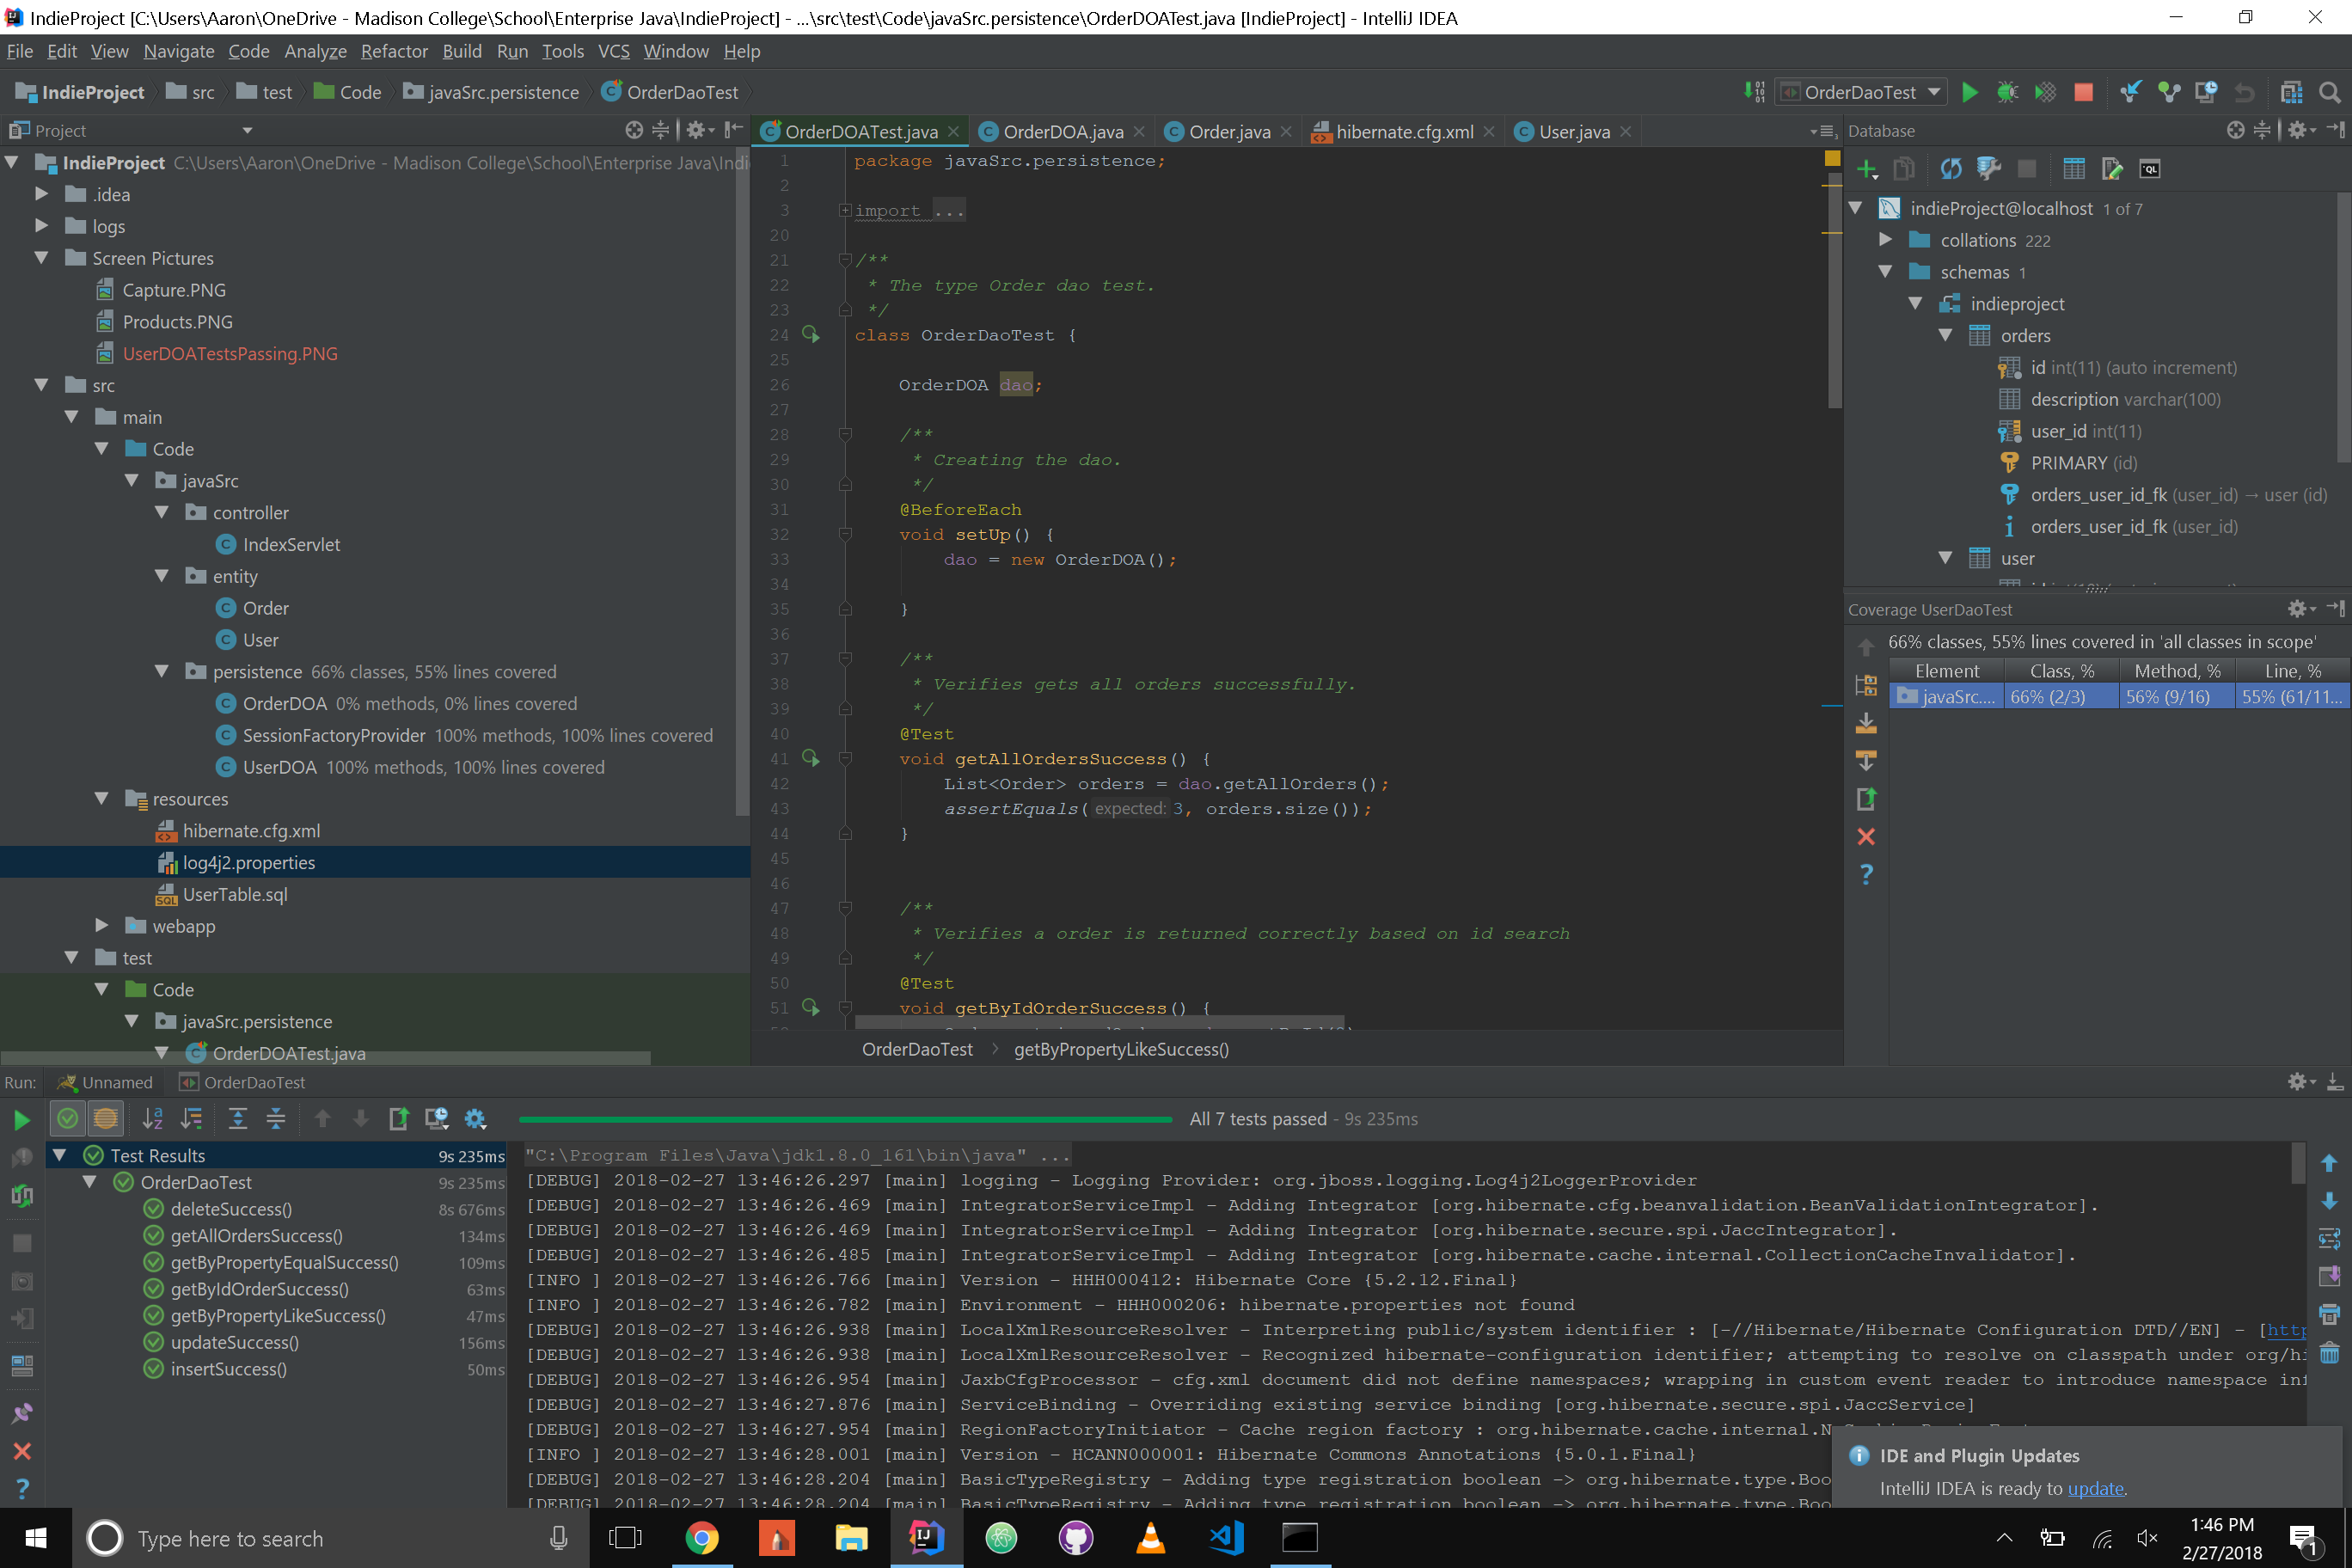 IndieProject [C:\Users\Aaron\OneDrive - Madison College\School\Enterprise Java\IndieProject] - ...\src\test\Code\javaSrc.persistence\OrderDOATest.java [IndieProject] - IntelliJ IDEA
File Edit View Navigate Code Analyze Refactor Build Run Tools VCS Window Help
IndieProject src test Code javaSrc.persistence OrderDaoTest
OrderDaoTest
Project
IndieProject C:\Users\Aaron\OneDrive - Madison College\School\Enterprise Java\Indi
.idea
logs
Screen Pictures
Capture.PNG
Products.PNG
UserDOATestsPassing.PNG
src
main
Code
javaSrc
controller
IndexServlet
entity
Order
User
persistence 66% classes, 55% lines covered
OrderDOA 0% methods, 0% lines covered
SessionFactoryProvider 100% methods, 100% lines covered
UserDOA 100% methods, 100% lines covered
resources
hibernate.cfg.xml
log4j2.properties
UserTable.sql
webapp
test
Code
javaSrc.persistence
OrderDOATest.java
OrderDOATest.java OrderDOA.java Order.java hibernate.cfg.xml User.java
1 package javaSrc.persistence;
2
3 import ...
20
21 /**
22 * The type Order dao test.
23 */
24 class OrderDaoTest {
25
26 OrderDOA dao;
27
28 /**
29 * Creating the dao.
30 */
31 @BeforeEach
32 void setUp() {
33 dao = new OrderDOA();
34
35 }
36
37 /**
38 * Verifies gets all orders successfully.
39 */
40 @Test
41 void getAllOrdersSuccess() {
42 List<Order> orders = dao.getAllOrders();
43 assertEquals( expected: 3, orders.size());
44 }
45
46
47 /**
48 * Verifies a order is returned correctly based on id search
49 */
50 @Test
51 void getByIdOrderSuccess() {
OrderDaoTest getByPropertyLikeSuccess()
Database
indieProject@localhost 1 of 7
collations 222
schemas 1
indieproject
orders
id int(11) (auto increment)
description varchar(100)
user_id int(11)
PRIMARY (id)
orders_user_id_fk (user_id) → user (id)
orders_user_id_fk (user_id)
user
Coverage UserDaoTest
66% classes, 55% lines covered in 'all classes in scope'
Element Class, % Method, % Line, %
javaSrc.... 66% (2/3) 56% (9/16) 55% (61/11...
Run: Unnamed OrderDaoTest
All 7 tests passed - 9s 235ms
Test Results 9s 235ms
OrderDaoTest 9s 235ms
deleteSuccess() 8s 676ms
getAllOrdersSuccess() 134ms
getByPropertyEqualSuccess() 109ms
getByIdOrderSuccess() 63ms
getByPropertyLikeSuccess() 47ms
updateSuccess() 156ms
insertSuccess() 50ms
"C:\Program Files\Java\jdk1.8.0_161\bin\java" ...
[DEBUG] 2018-02-27 13:46:26.297 [main] logging - Logging Provider: org.jboss.logging.Log4j2LoggerProvider
[DEBUG] 2018-02-27 13:46:26.469 [main] IntegratorServiceImpl - Adding Integrator [org.hibernate.cfg.beanvalidation.BeanValidationIntegrator].
[DEBUG] 2018-02-27 13:46:26.469 [main] IntegratorServiceImpl - Adding Integrator [org.hibernate.secure.spi.JaccIntegrator].
[DEBUG] 2018-02-27 13:46:26.485 [main] IntegratorServiceImpl - Adding Integrator [org.hibernate.cache.internal.CollectionCacheInvalidator].
[INFO ] 2018-02-27 13:46:26.766 [main] Version - HHH000412: Hibernate Core {5.2.12.Final}
[INFO ] 2018-02-27 13:46:26.782 [main] Environment - HHH000206: hibernate.properties not found
[DEBUG] 2018-02-27 13:46:26.938 [main] LocalXmlResourceResolver - Interpreting public/system identifier : [-//Hibernate/Hibernate Configuration DTD//EN] - [http
[DEBUG] 2018-02-27 13:46:26.938 [main] LocalXmlResourceResolver - Recognized hibernate-configuration identifier; attempting to resolve on classpath under org/hi
[DEBUG] 2018-02-27 13:46:26.954 [main] JaxbCfgProcessor - cfg.xml document did not define namespaces; wrapping in custom event reader to introduce namespace inf
[DEBUG] 2018-02-27 13:46:27.876 [main] ServiceBinding - Overriding existing service binding [org.hibernate.secure.spi.JaccService]
[DEBUG] 2018-02-27 13:46:27.954 [main] RegionFactoryInitiator - Cache region factory : org.hibernate.cache.internal.
[INFO ] 2018-02-27 13:46:28.001 [main] Version - HCANN000001: Hibernate Commons Annotations {5.0.1.Final}
[DEBUG] 2018-02-27 13:46:28.204 [main] BasicTypeRegistry - Adding type registration boolean -> org.hibernate.type.Boo
[DEBUG] 2018-02-27 13:46:28.204 [main] BasicTypeRegistry - Adding type registration boolean -> org.hibernate.type.Boo
IDE and Plugin Updates
IntelliJ IDEA is ready to update.
Type here to search
1:46 PM
2/27/2018
1